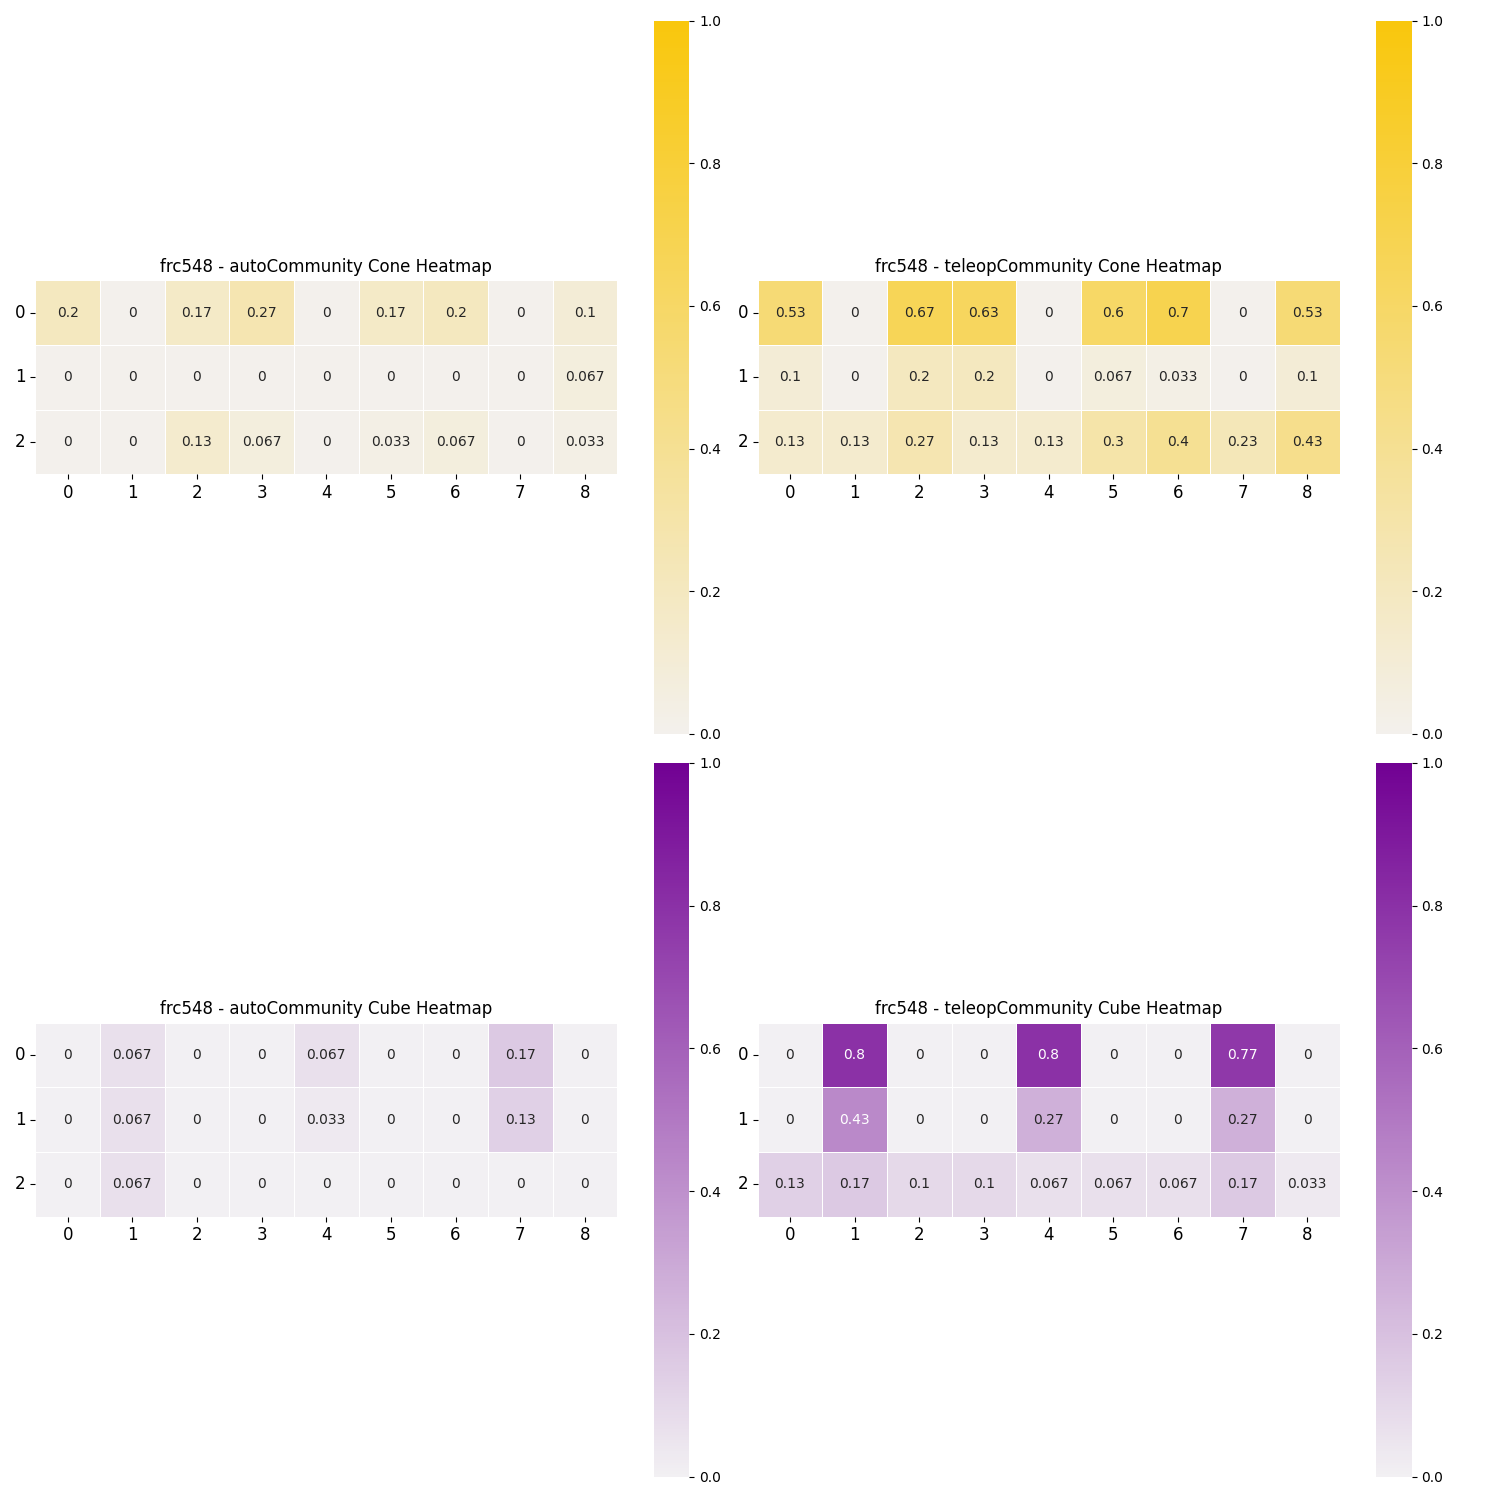 frc548 - autoCommunity Cone Heatmap
0 0.2 0 0.17 0.27 0 0.17 0.2 0 0.1
1 0 0 0 0 0 0 0 0 0.067
2 0 0 0.13 0.067 0 0.033 0.067 0 0.033
0 1 2 3 4 5 6 7 8
1.0
0.8
0.6
0.4
0.2
0.0
frc548 - teleopCommunity Cone Heatmap
0 0.53 0 0.67 0.63 0 0.6 0.7 0 0.53
1 0.1 0 0.2 0.2 0 0.067 0.033 0 0.1
2 0.13 0.13 0.27 0.13 0.13 0.3 0.4 0.23 0.43
0 1 2 3 4 5 6 7 8
1.0
0.8
0.6
0.4
0.2
0.0
frc548 - autoCommunity Cube Heatmap
0 0 0.067 0 0 0.067 0 0 0.17 0
1 0 0.067 0 0 0.033 0 0 0.13 0
2 0 0.067 0 0 0 0 0 0 0
0 1 2 3 4 5 6 7 8
1.0
0.8
0.6
0.4
0.2
0.0
frc548 - teleopCommunity Cube Heatmap
0 0 0.8 0 0 0.8 0 0 0.77 0
1 0 0.43 0 0 0.27 0 0 0.27 0
2 0.13 0.17 0.1 0.1 0.067 0.067 0.067 0.17 0.033
0 1 2 3 4 5 6 7 8
1.0
0.8
0.6
0.4
0.2
0.0